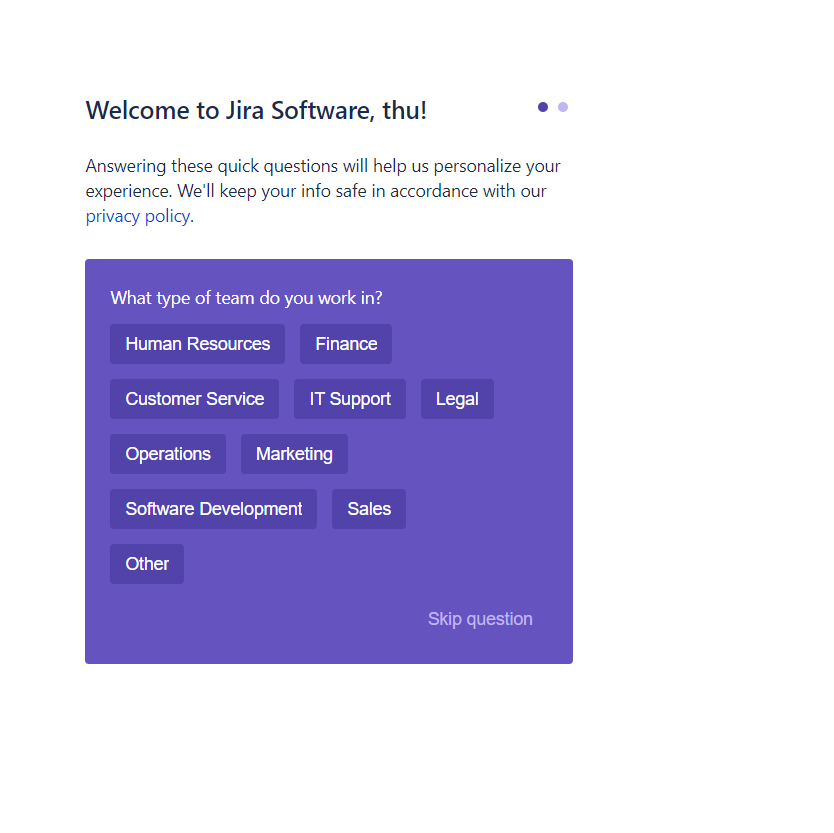 Welcome to Jira Software, thu!
Answering these quick questions will help us personalize your
experience. We'll keep your info safe in accordance with our
privacy policy.
What type of team do you work in?
Human Resources Finance
Customer Service IT Support Legal
Operations Marketing
Software Development Sales
Other
Skip question